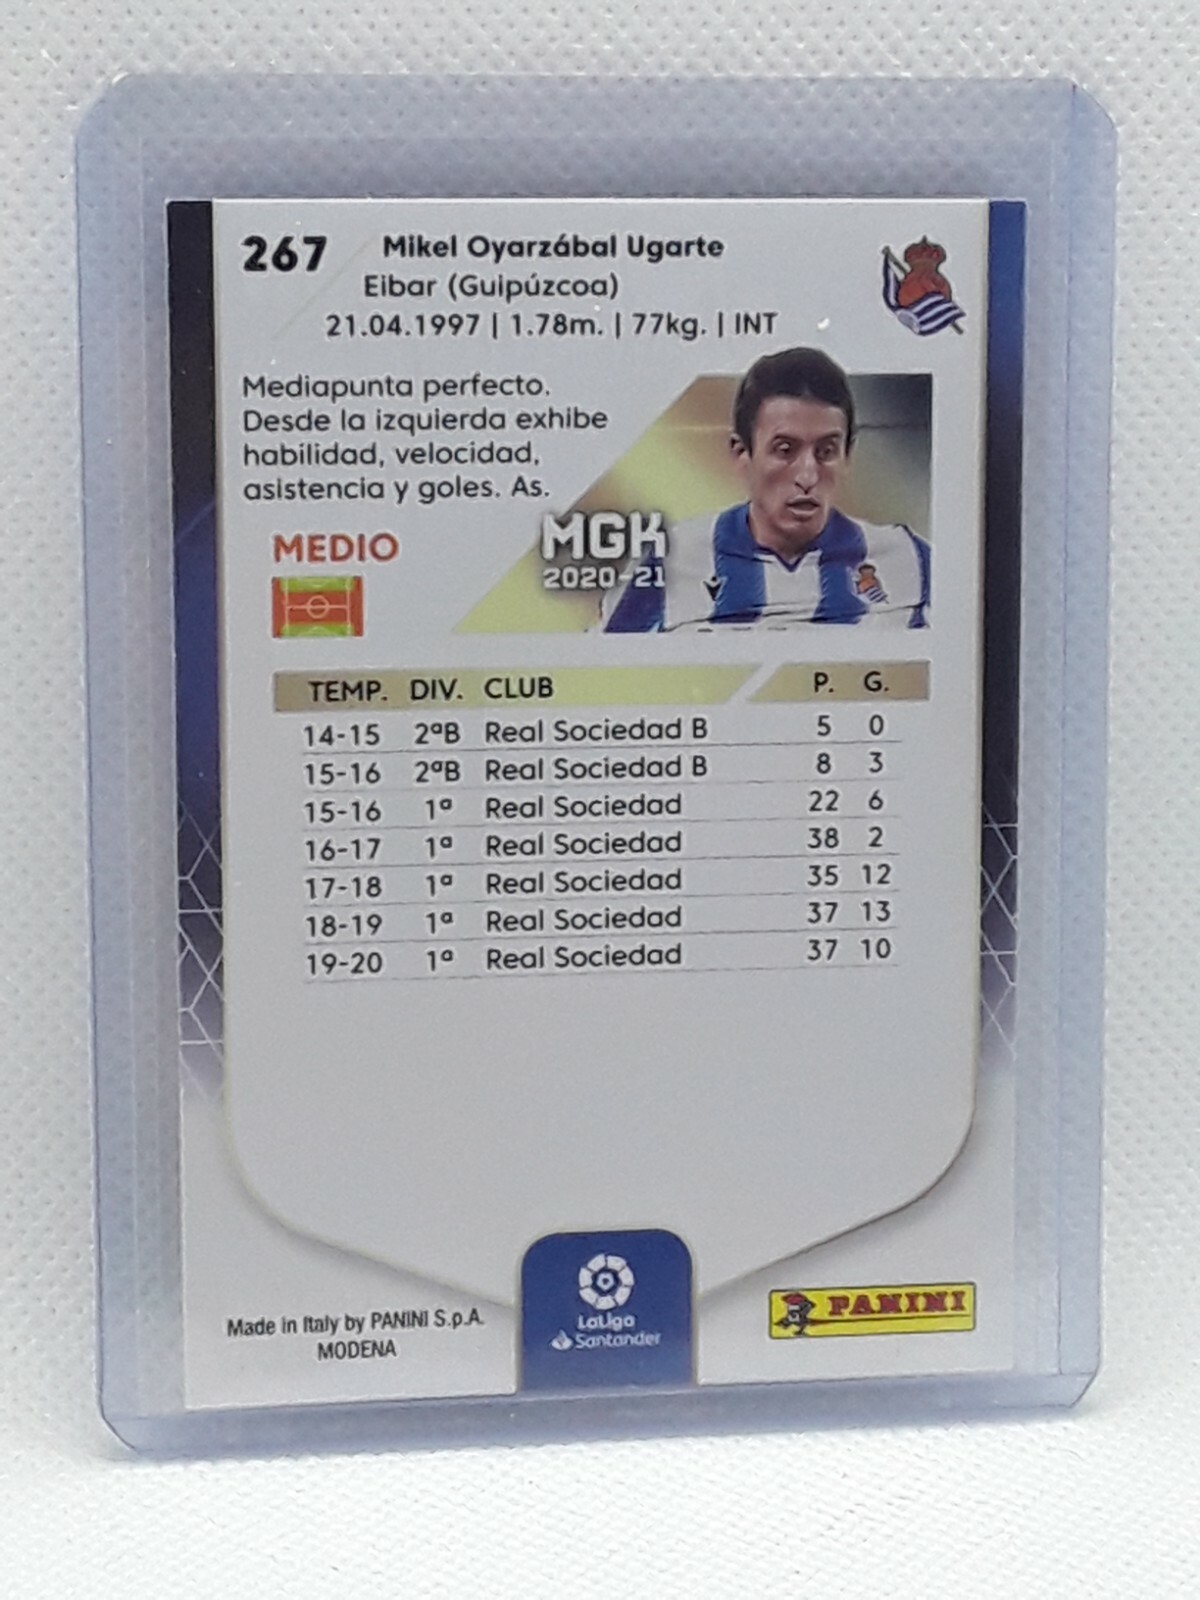 267 Mikel Oyarzábal Ugarte
Eibar (Guipúzcoa)
21.04.1997 | 1.78m. | 77kg. | INT
Mediapunta perfecto.
Desde la izquierda exhibe
habilidad, velocidad,
asistencia y goles. As.
MEDIO
MGK
2020-21
TEMP. DIV. CLUB P. G.
14-15 2ªB Real Sociedad B 5 0
15-16 2ªB Real Sociedad B 8 3
15-16 1ª Real Sociedad 22 6
16-17 1ª Real Sociedad 38 2
17-18 1ª Real Sociedad 35 12
18-19 1ª Real Sociedad 37 13
19-20 1ª Real Sociedad 37 10
Made in Italy by PANINI S.p.A.
MODENA
LaLiga
Santander
PANINI